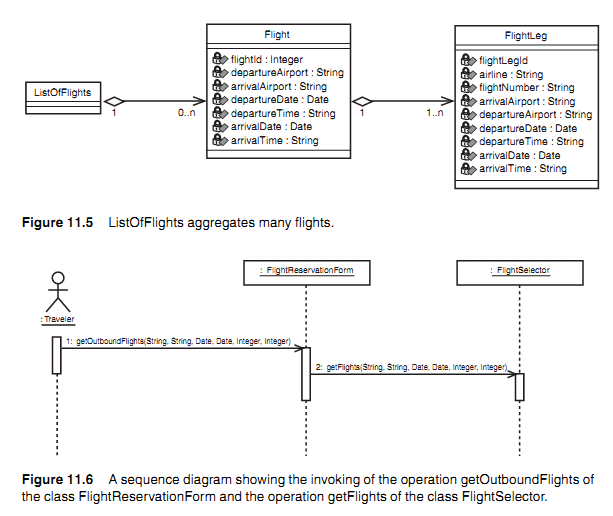 Flight
flightId : Integer
departureAirport : String
arrivalAirport : String
departureDate : Date
departureTime : String
arrivalDate : Date
arrivalTime : String
FlightLeg
flightLegId
airline : String
flightNumber : String
arrivalAirport : String
departureAirport : String
departureDate : Date
departureTime : String
arrivalDate : Date
arrivalTime : String
ListOfFlights
1
0..n
1
1..n
Figure 11.5 ListOfFlights aggregates many flights.
: FlightReservationForm
: FlightSelector
: Traveler
1: getOutboundFlights(String, String, Date, Date, Integer, Integer)
2: getFlights(String, String, Date, Date, Integer, Integer)
Figure 11.6 A sequence diagram showing the invoking of the operation getOutboundFlights of
the class FlightReservationForm and the operation getFlights of the class FlightSelector.